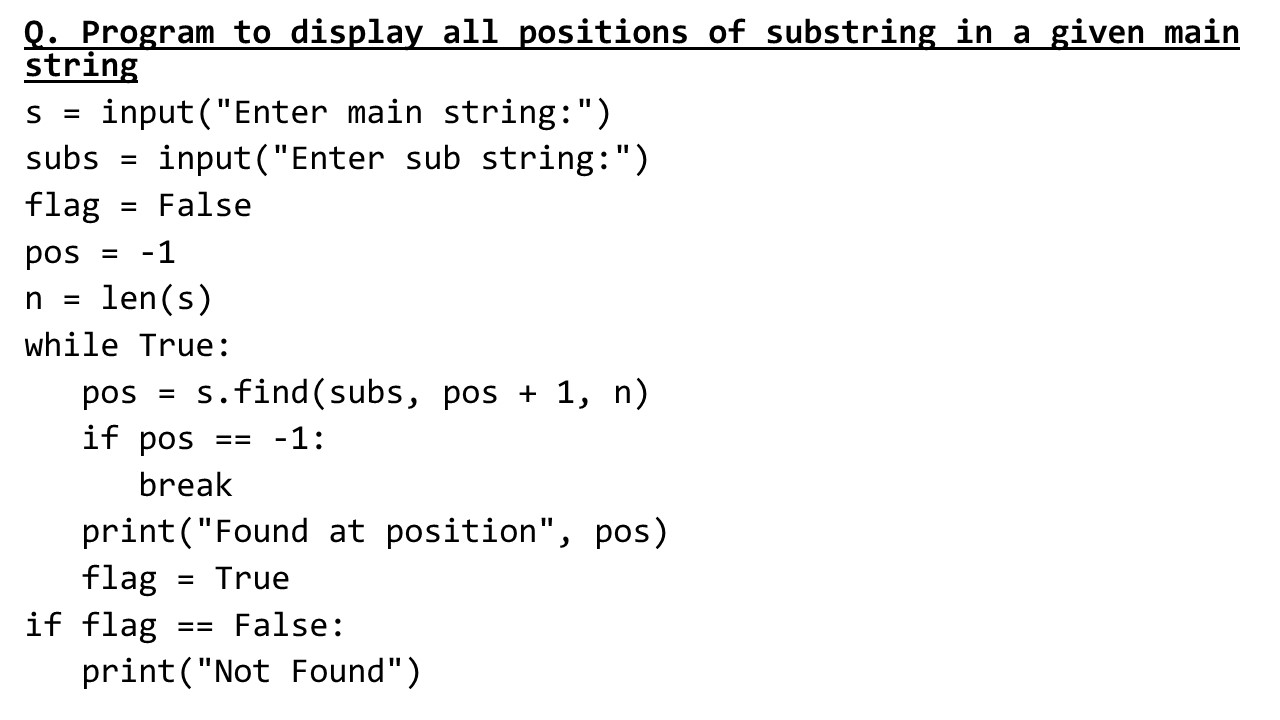 Q. Program to display all positions of substring in a given main
string
s = input("Enter main string:")
subs = input("Enter sub string:")
flag = False
pos = -1
n = len(s)
while True:
   pos = s.find(subs, pos + 1, n)
   if pos == -1:
      break
   print("Found at position", pos)
   flag = True
if flag == False:
   print("Not Found")